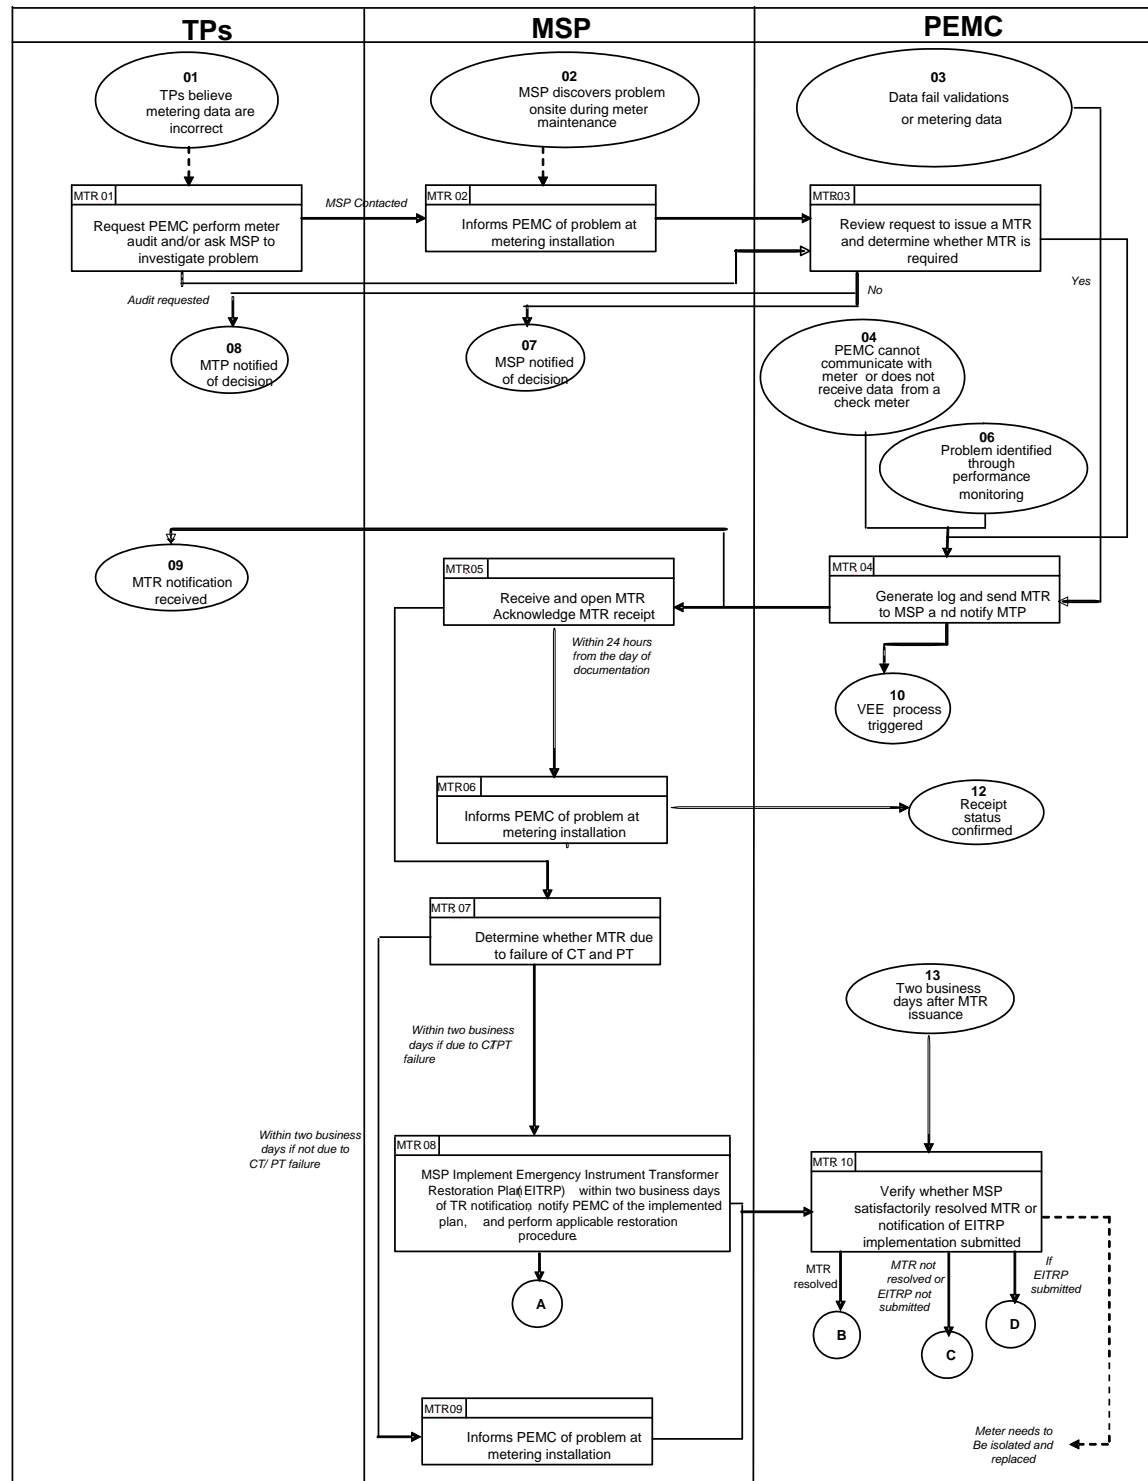 TPs
MSP
PEMC
01
TPs believe
metering data are
incorrect
02
MSP discovers problem
onsite during meter
maintenance
03
Data fail validations
or metering data
MTR 01
Request PEMC perform meter
audit and/or ask MSP to
investigate problem
MSP Contacted
MTR 02
Informs PEMC of problem at
metering installation
MTR03
Review request to issue a MTR
and determine whether MTR is
required
Audit requested
No
Yes
08
MTP notified
of decision
07
MSP notified
of decision
04
PEMC cannot
communicate with
meter or does not
receive data from a
check meter
06
Problem identified
through
performance
monitoring
09
MTR notification
received
MTR05
Receive and open MTR
Acknowledge MTR receipt
MTR 04
Generate log and send MTR
to MSP a nd notify MTP
Within 24 hours
from the day of
documentation
10
VEE process
triggered
MTR06
Informs PEMC of problem at
metering installation
12
Receipt
status
confirmed
MTR 07
Determine whether MTR due
to failure of CT and PT
13
Two business
days after MTR
issuance
Within two business
days if due to CT/PT
failure
Within two business
days if not due to
CT/ PT failure
MTR 08
MSP Implement Emergency Instrument Transformer
Restoration Plan(EITRP) within two business days
of TR notification, notify PEMC of the implemented
plan, and perform applicable restoration
procedure.
MTR 10
Verify whether MSP
satisfactorily resolved MTR or
notification of EITRP
implementation submitted
MTR
resolved
MTR not
resolved or
EITRP not
submitted
If
EITRP
submitted
A
B
C
D
MTR09
Informs PEMC of problem at
metering installation
Meter needs to
Be isolated and
replaced